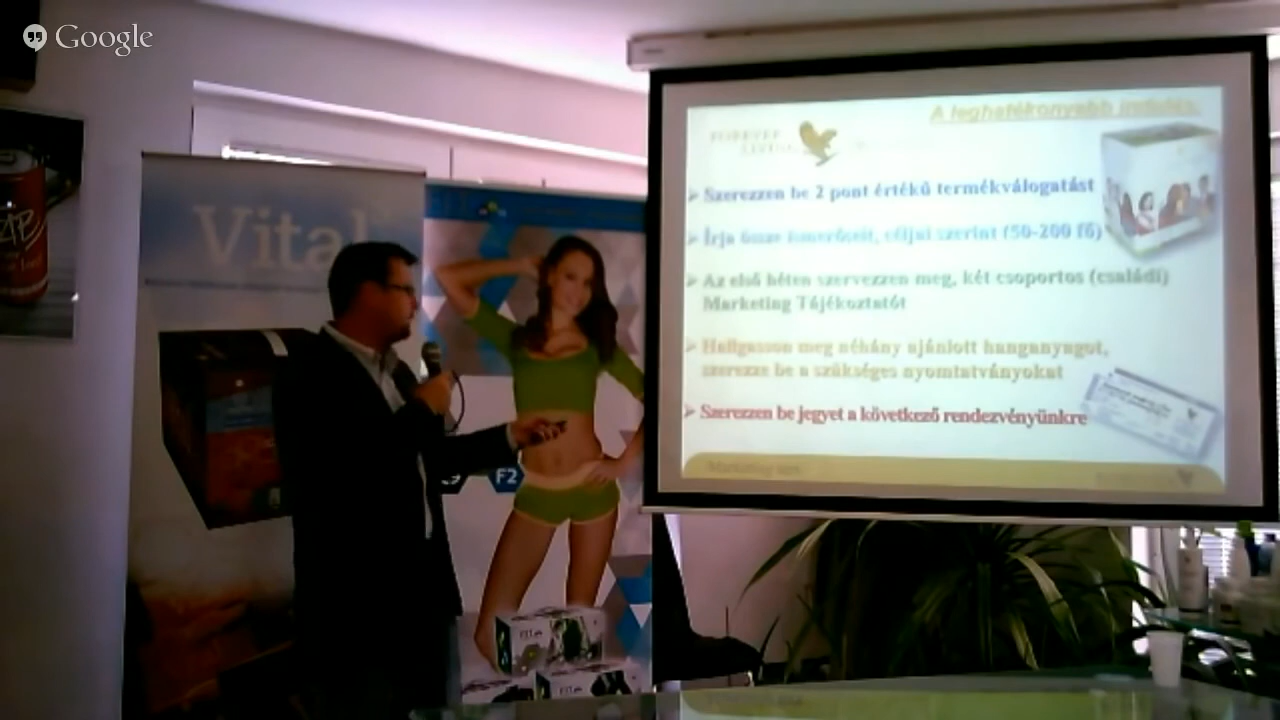 Google
Vital
F2
A leghatékonyabb indulás.
FOREVER
LIVING
➢ Szerezzen be 2 pont értékű termékválogatást
➢ Írja össze ismerőseit, céljai szerint (50-200 fő)
➢ Az első héten szervezzen meg, két csoportos (családi)
Marketing Tájékoztatót
➢ Hallgasson meg néhány ajánlott hanganyagot,
szerezze be a szükséges nyomtatványokat
➢ Szerezzen be jegyet a következő rendezvényünkre